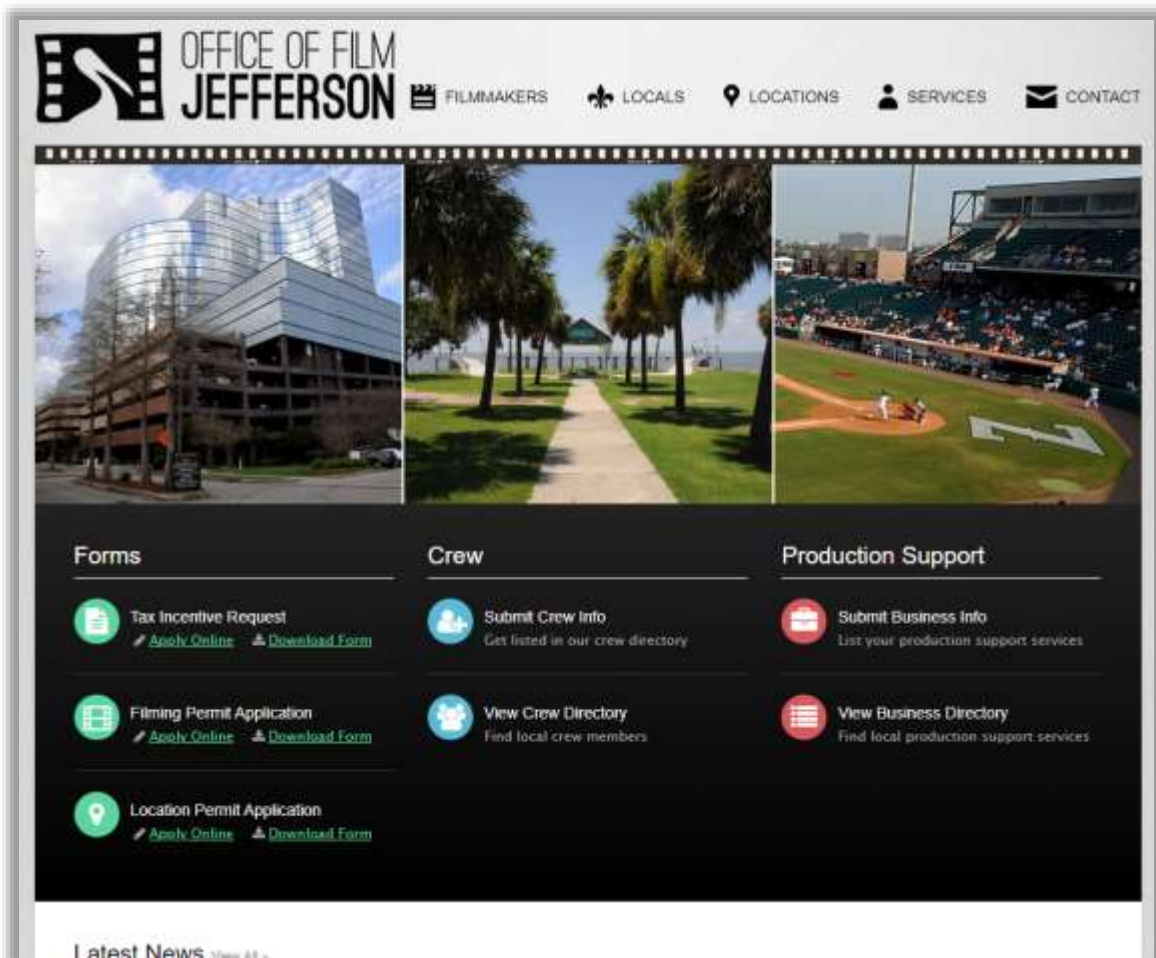 OFFICE OF FILM
JEFFERSON
FILMMAKERS LOCALS LOCATIONS SERVICES CONTACT
Forms
Tax Incentive Request
Apply Online Download Form
Filming Permit Application
Apply Online Download Form
Location Permit Application
Apply Online Download Form
Crew
Submit Crew Info
Get listed in our crew directory
View Crew Directory
Find local crew members
Production Support
Submit Business Info
List your production support services
View Business Directory
Find local production support services
Latest News View All